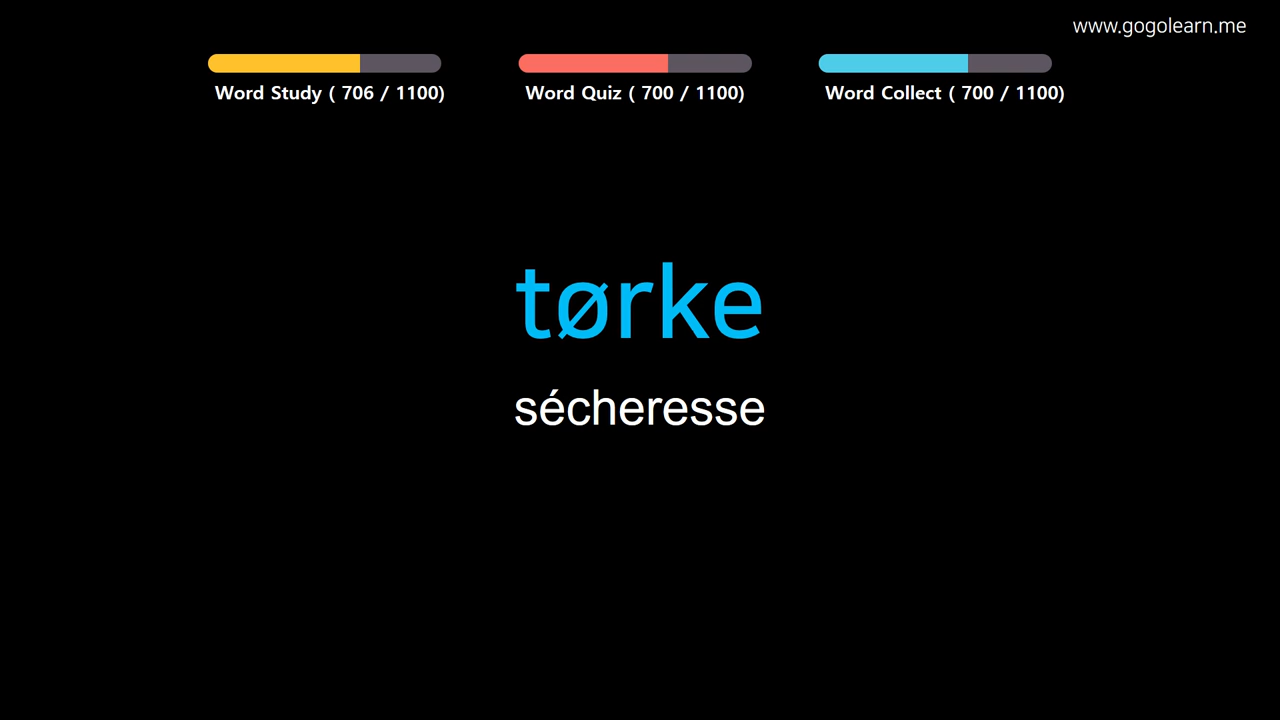 www.gogolearn.me
Word Study ( 706 / 1100)
Word Quiz ( 700 / 1100)
Word Collect ( 700 / 1100)
tørke
sécheresse